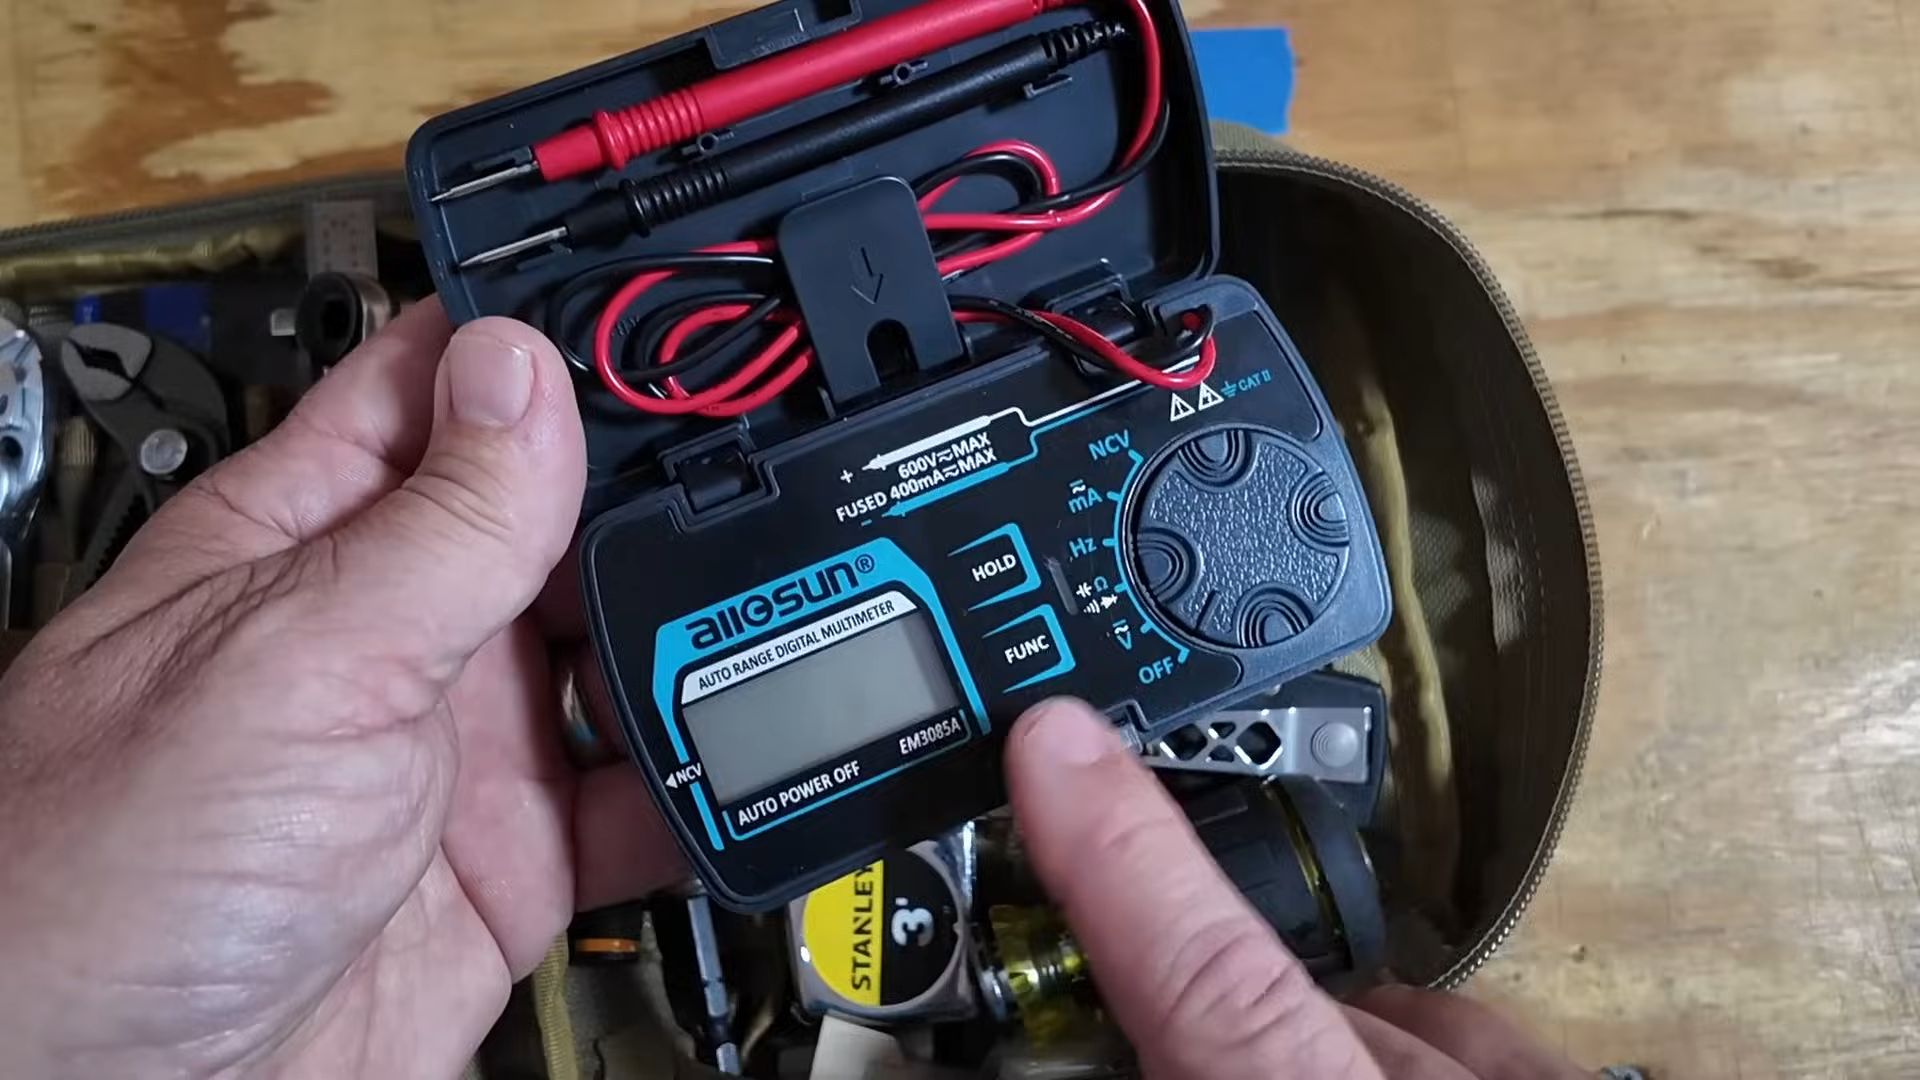 CAT II
+ 600V≂MAX
FUSED 400mA≂MAX
NCV
mA
Hz
Ω
V
OFF
HOLD
FUNC
allosun®
AUTO RANGE DIGITAL MULTIMETER
EM3085A
◀NCV
AUTO POWER OFF
STANLEY
3'